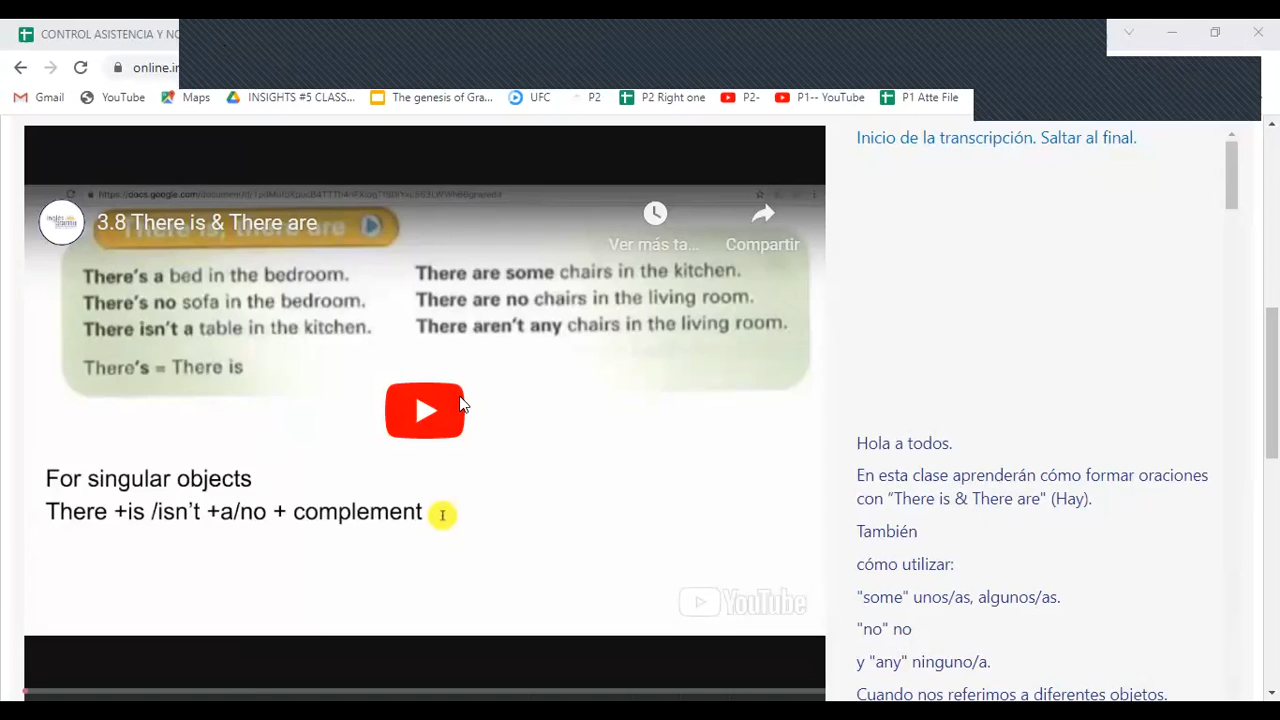 CONTROL ASISTENCIA Y NO
online.in
Gmail
YouTube
Maps
INSIGHTS #5 CLASS...
The genesis of Gra...
UFC
P2
P2 Right one
P2-
P1-- YouTube
P1 Atte File
3.8 There is & There are
Ver más ta...
Compartir
There is, there are
There's a bed in the bedroom.
There's no sofa in the bedroom.
There isn't a table in the kitchen.
There's = There is
There are some chairs in the kitchen.
There are no chairs in the living room.
There aren't any chairs in the living room.
For singular objects
There +is /isn't +a/no + complement
YouTube
Inicio de la transcripción. Saltar al final.
Hola a todos.
En esta clase aprenderán cómo formar oraciones
con "There is & There are" (Hay).
También
cómo utilizar:
"some" unos/as, algunos/as.
"no" no
y "any" ninguno/a.
Cuando nos referimos a diferentes objetos.